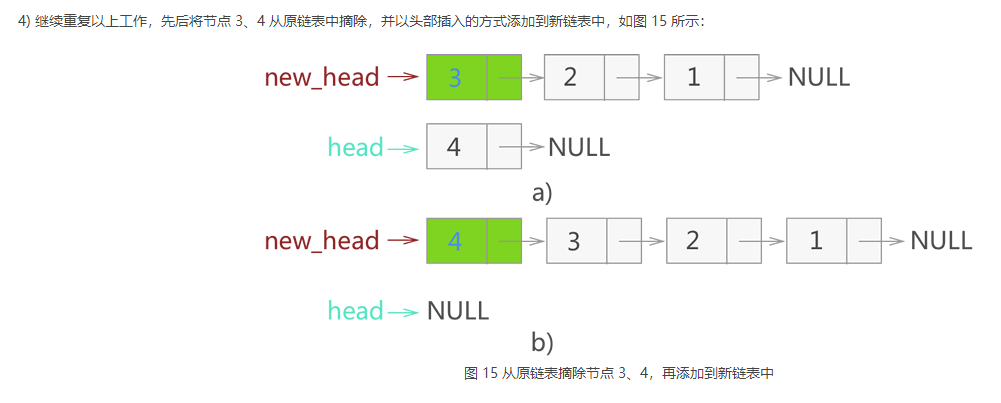 4) 继续重复以上工作，先后将节点 3、4 从原链表中摘除，并以头部插入的方式添加到新链表中，如图 15 所示：
new_head 3 2 1 NULL
head 4 NULL
a)
new_head 4 3 2 1 NULL
head NULL
b)
图 15 从原链表摘除节点 3、4，再添加到新链表中